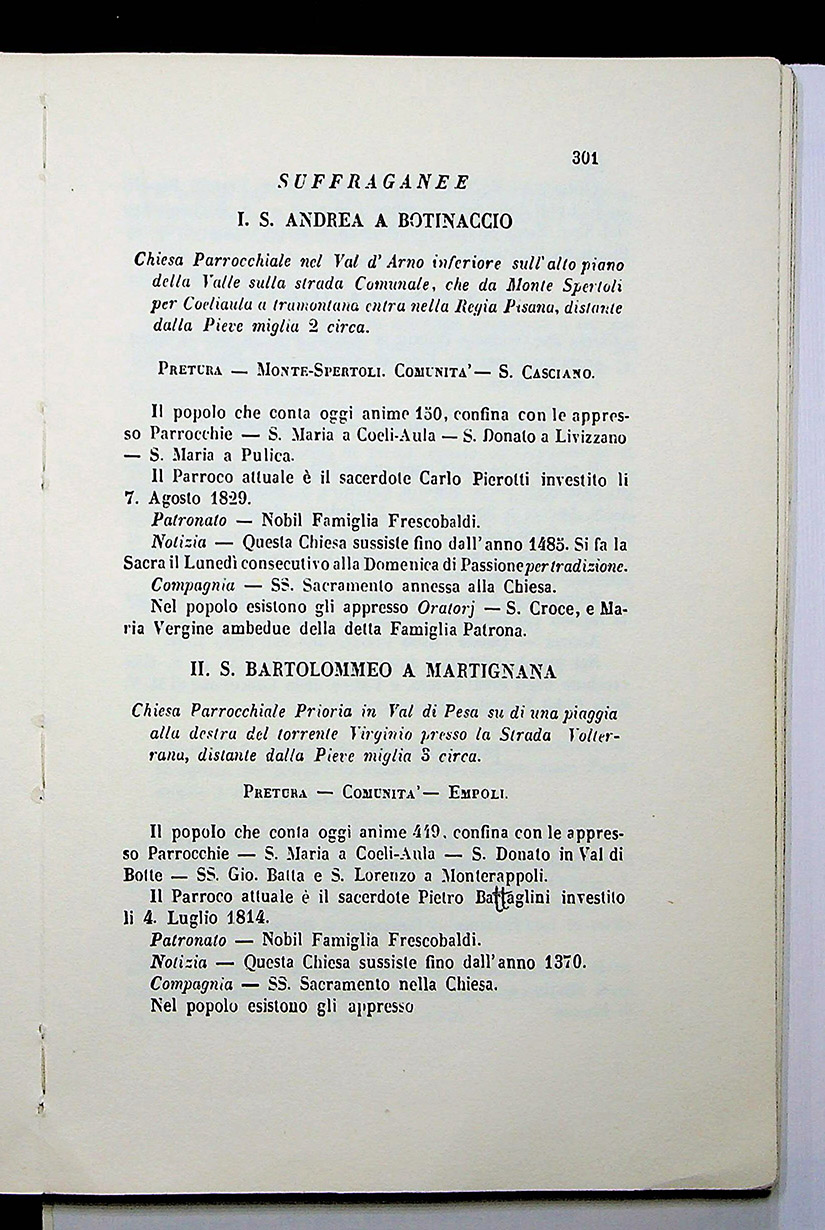 301
SUFFRAGANEE
I. S. ANDREA A BOTINACCIO
Chiesa Parrocchiale nel Val d' Arno inferiore sull'alto piano
della Valle sulla strada Comunale, che da Monte Spertoli
per Coeliaula a tramontana entra nella Regia Pisana, distante
dalla Pieve miglia 2 circa.
PRETURA — MONTE-SPERTOLI. COMUNITA' — S. CASCIANO.
Il popolo che conta oggi anime 150, confina con le appres-
so Parrocchie — S. Maria a Coeli-Aula — S. Donato a Livizzano
— S. Maria a Pulica.
Il Parroco attuale è il sacerdote Carlo Pierotti investito li
7. Agosto 1829.
Patronato — Nobil Famiglia Frescobaldi.
Notizia — Questa Chiesa sussiste fino dall'anno 1485. Si fa la
Sacra il Lunedì consecutivo alla Domenica di Passione per tradizione.
Compagnia — SS. Sacramento annessa alla Chiesa.
Nel popolo esistono gli appresso Oratorj — S. Croce, e Ma-
ria Vergine ambedue della detta Famiglia Patrona.
II. S. BARTOLOMMEO A MARTIGNANA
Chiesa Parrocchiale Prioria in Val di Pesa su di una piaggia
alla destra del torrente Virginio presso la Strada Volter-
rana, distante dalla Pieve miglia 3 circa.
PRETURA — COMUNITA' — EMPOLI.
Il popolo che conta oggi anime 419, confina con le appres-
so Parrocchie — S. Maria a Coeli-Aula — S. Donato in Val di
Botte — SS. Gio. Batta e S. Lorenzo a Monterappoli.
Il Parroco attuale è il sacerdote Pietro Battaglini investito
li 4. Luglio 1814.
Patronato — Nobil Famiglia Frescobaldi.
Notizia — Questa Chiesa sussiste fino dall'anno 1370.
Compagnia — SS. Sacramento nella Chiesa.
Nel popolo esistono gli appresso